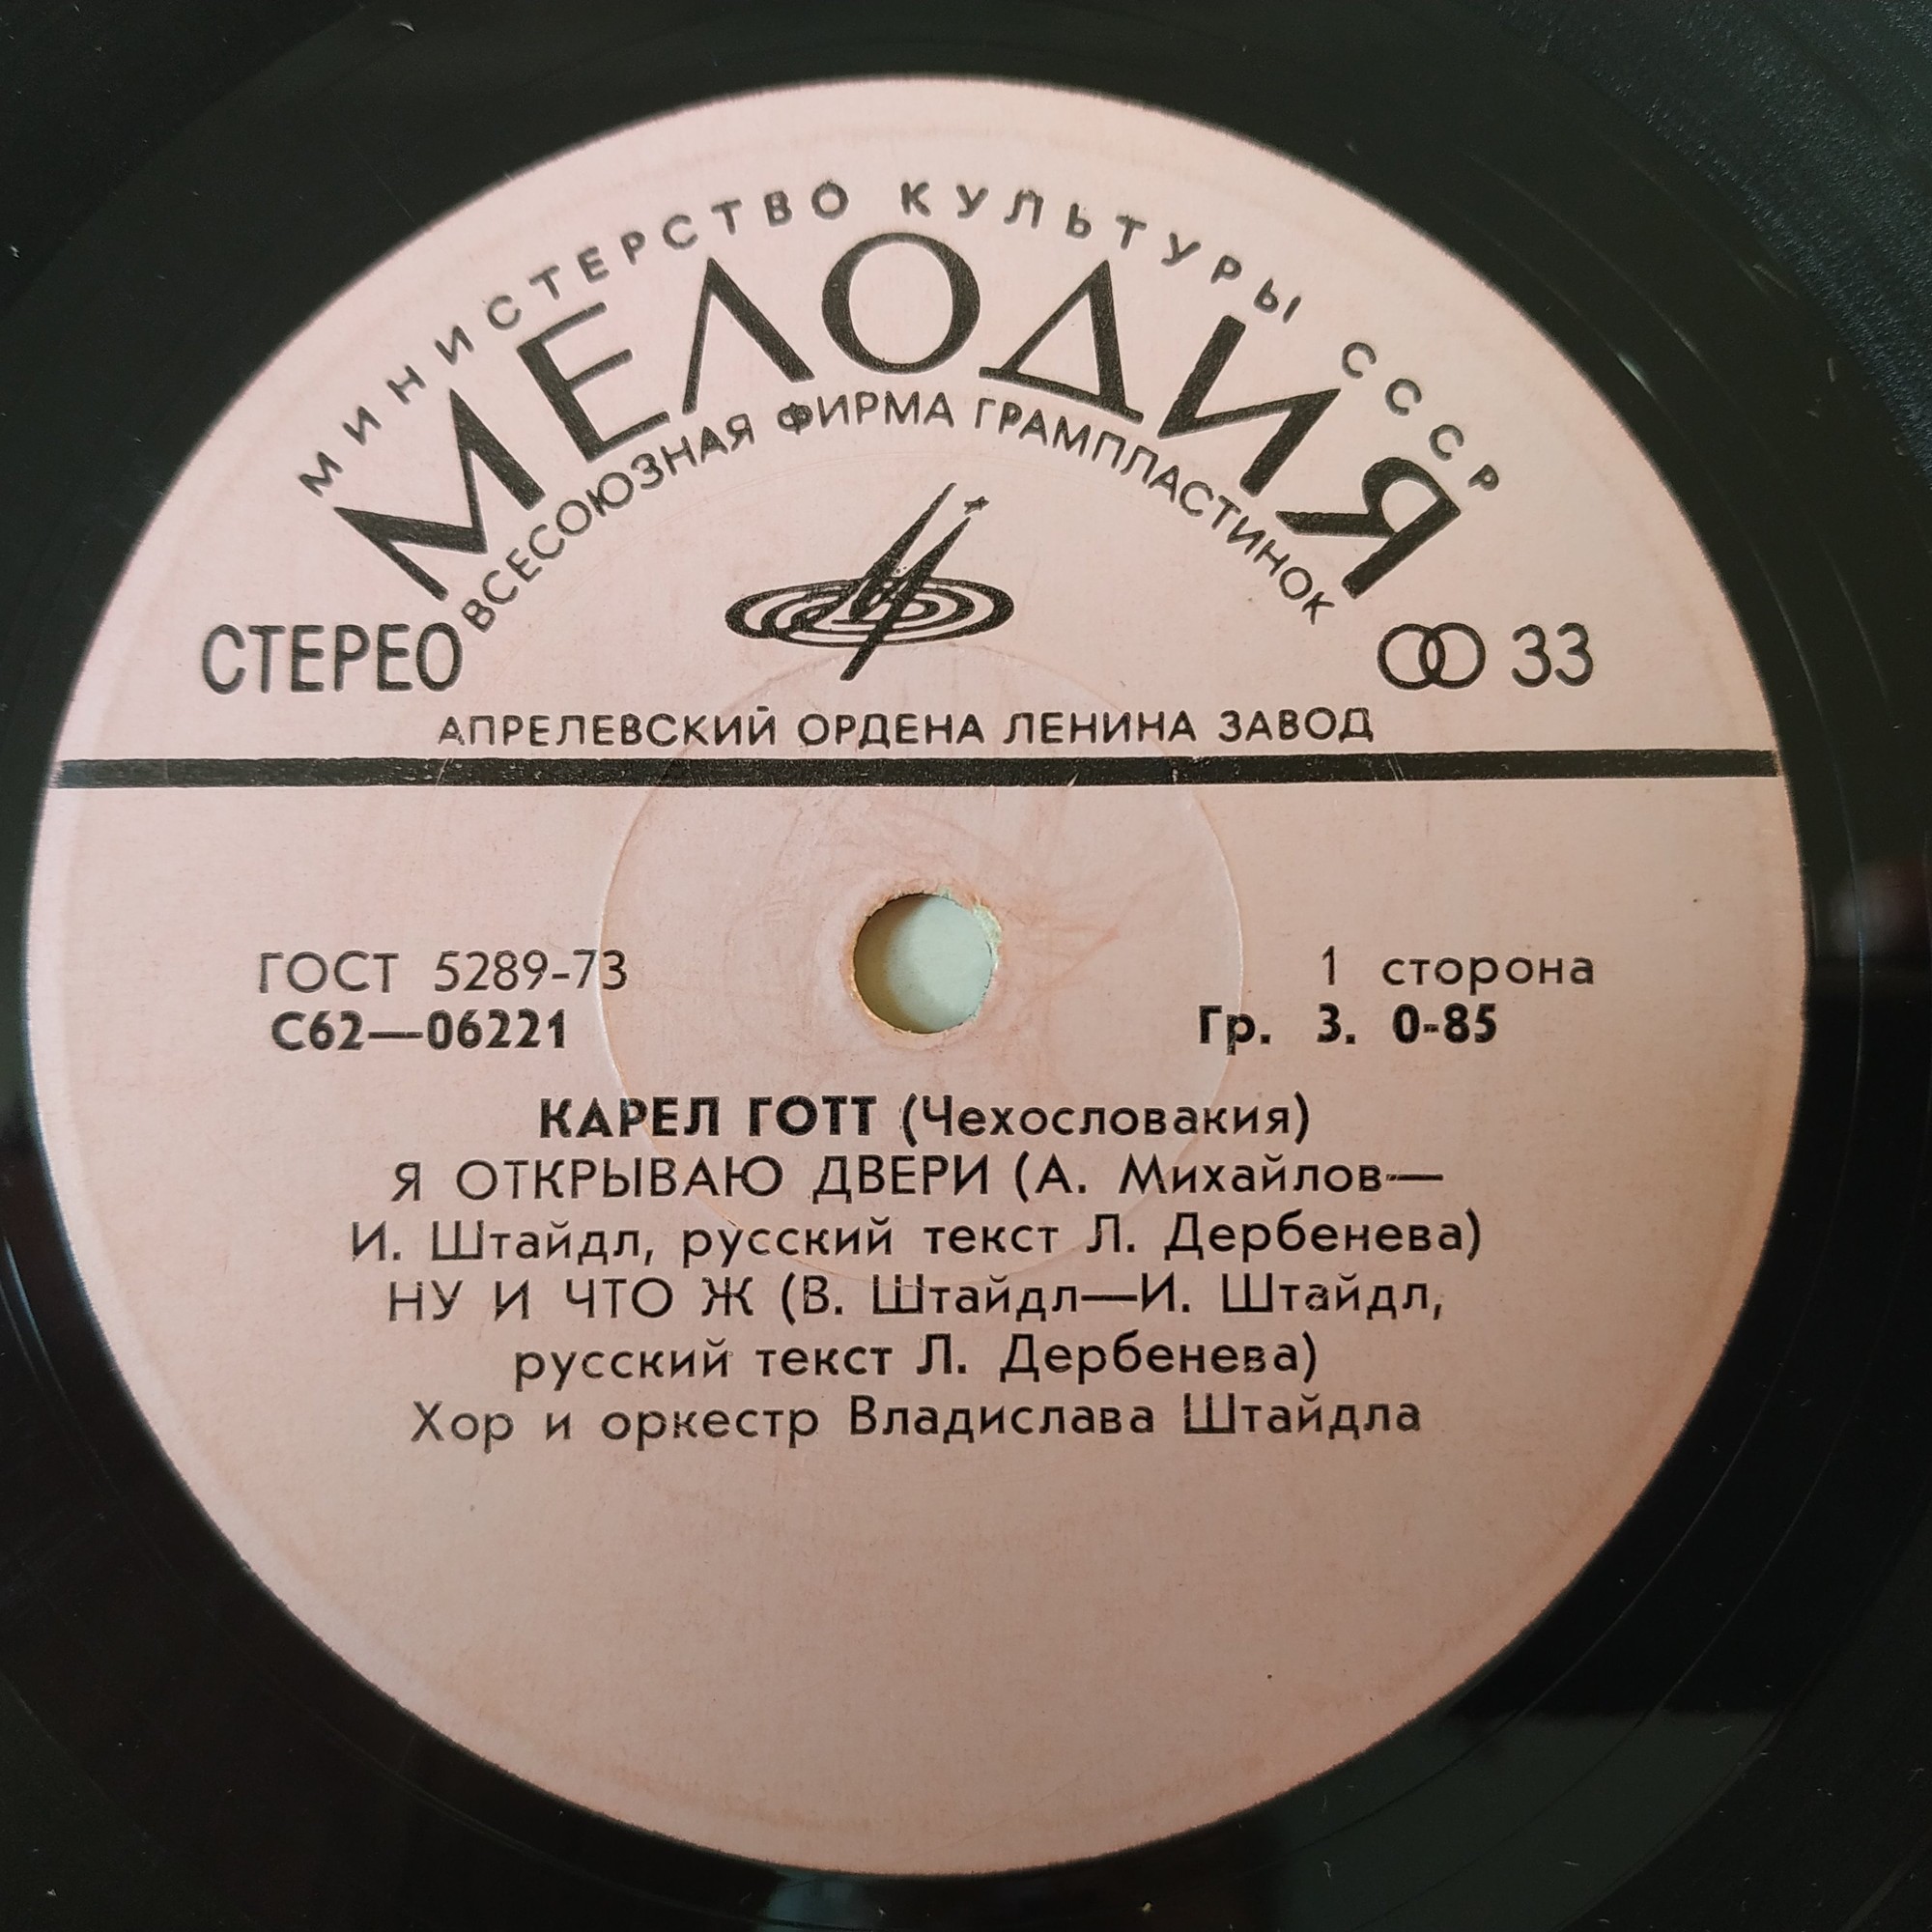 МИНИСТЕРСТВО КУЛЬТУРЫ СССР
МЕЛОДИЯ
ВСЕСОЮЗНАЯ ФИРМА ГРАМПЛАСТИНОК
СТЕРЕО 33
АПРЕЛЕВСКИЙ ОРДЕНА ЛЕНИНА ЗАВОД
ГОСТ 5289-73 1 сторона
С62—06221 Гр. 3. 0-85
КАРЕЛ ГОТТ (Чехословакия)
Я ОТКРЫВАЮ ДВЕРИ (А. Михайлов—
И. Штайдл, русский текст Л. Дербенева)
НУ И ЧТО Ж (В. Штайдл—И. Штайдл,
русский текст Л. Дербенева)
Хор и оркестр Владислава Штайдла